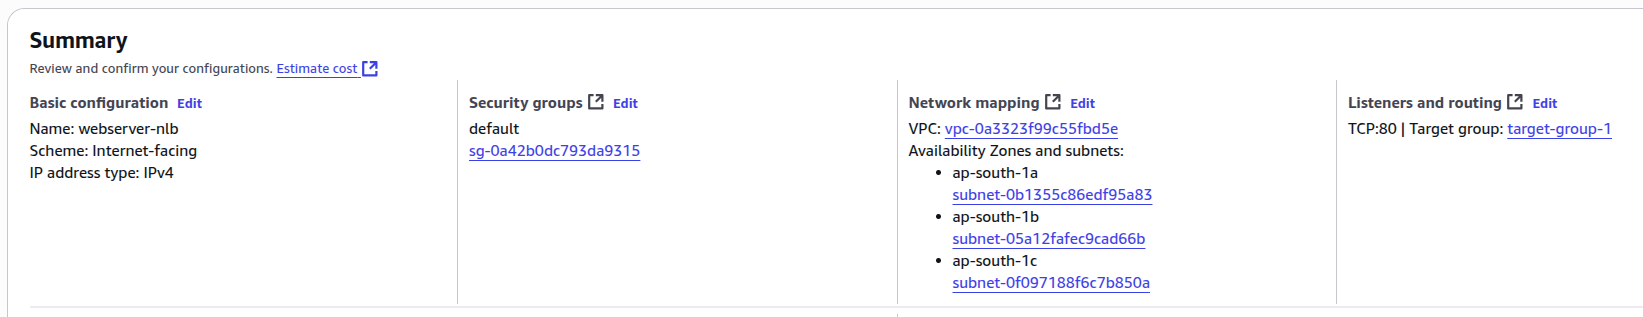 Summary
Review and confirm your configurations. Estimate cost
Basic configuration Edit
Name: webserver-nlb
Scheme: Internet-facing
IP address type: IPv4
Security groups Edit
default
sg-0a42b0dc793da9315
Network mapping Edit
VPC: vpc-0a3323f99c55fbd5e
Availability Zones and subnets:
ap-south-1a
subnet-0b1355c86edf95a83
ap-south-1b
subnet-05a12fafec9cad66b
ap-south-1c
subnet-0f097188f6c7b850a
Listeners and routing Edit
TCP:80 | Target group: target-group-1